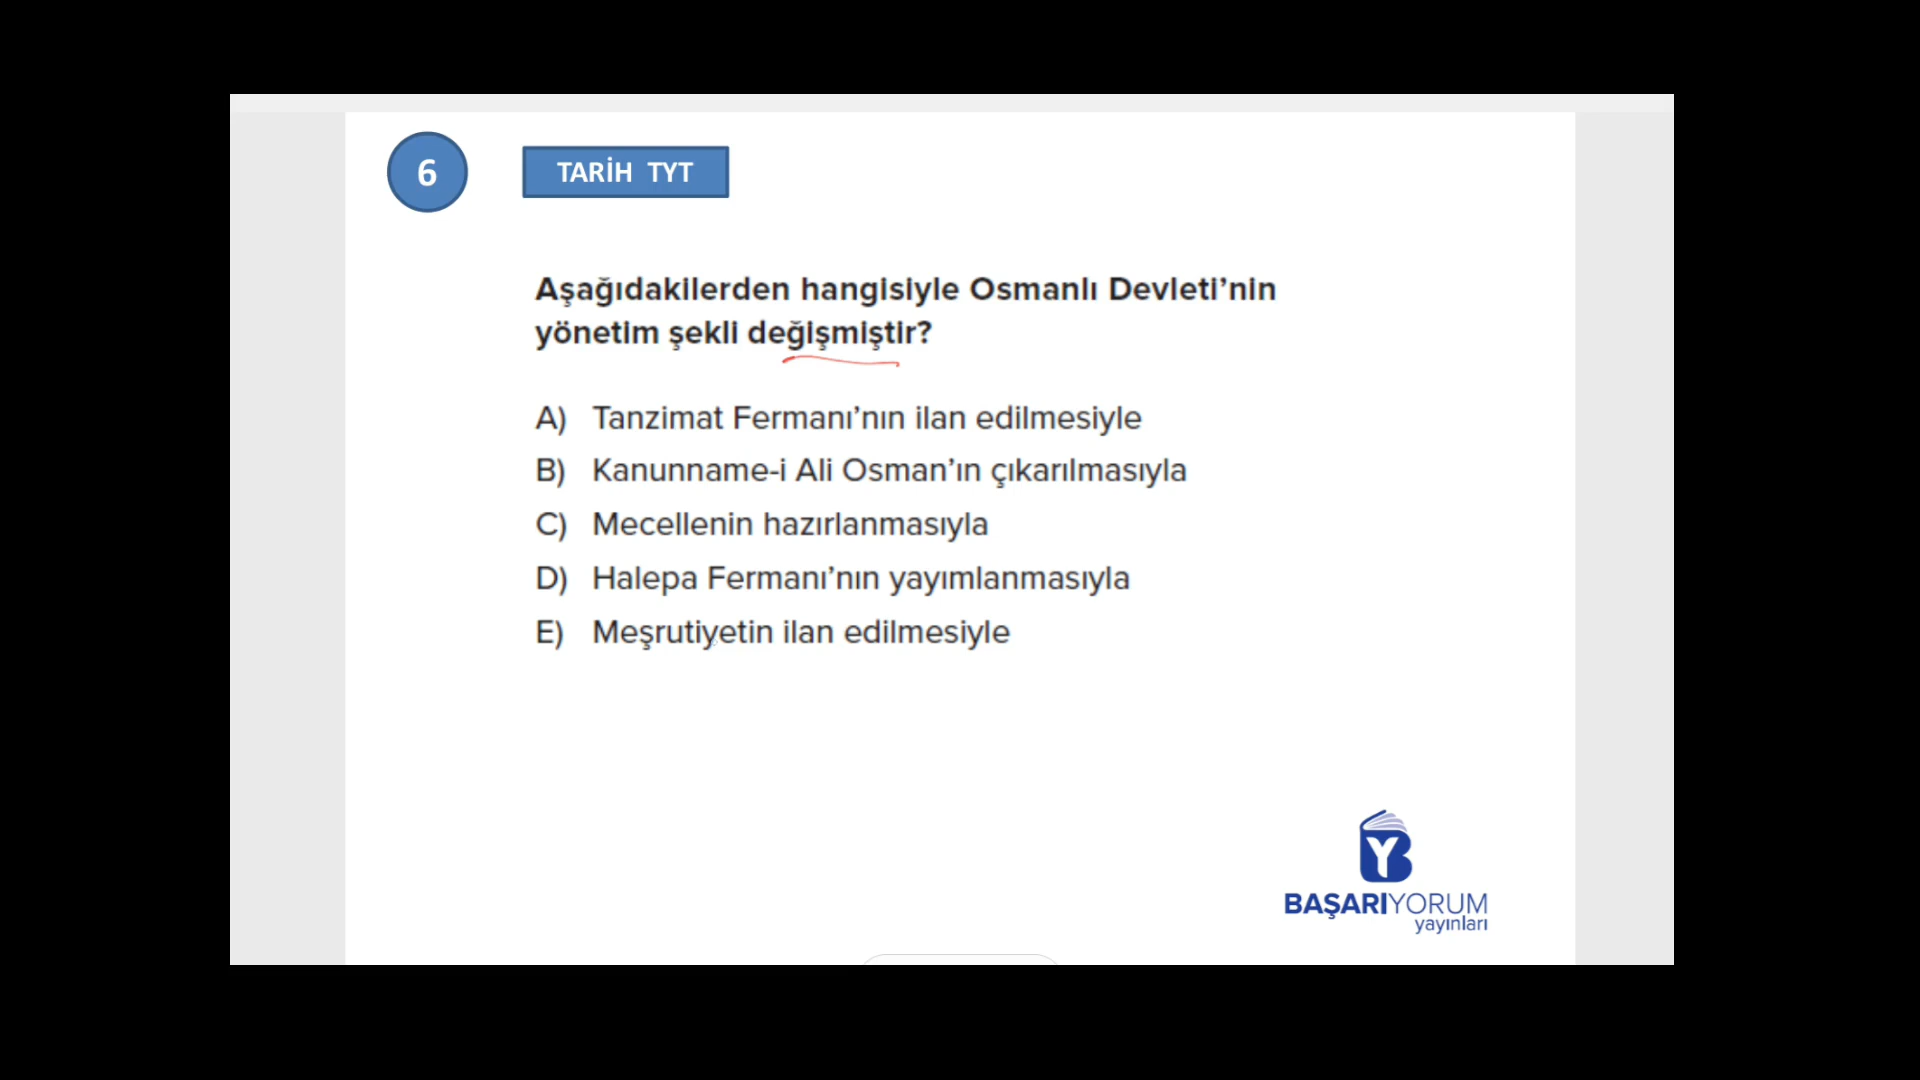 6
TARİH TYT
Aşağıdakilerden hangisiyle Osmanlı Devleti’nin
yönetim şekli değişmiştir?
A) Tanzimat Fermanı’nın ilan edilmesiyle
B) Kanunname-i Ali Osman’ın çıkarılmasıyla
C) Mecellenin hazırlanmasıyla
D) Halepa Fermanı’nın yayımlanmasıyla
E) Meşrutiyetin ilan edilmesiyle
BAŞARIYORUM
yayınları